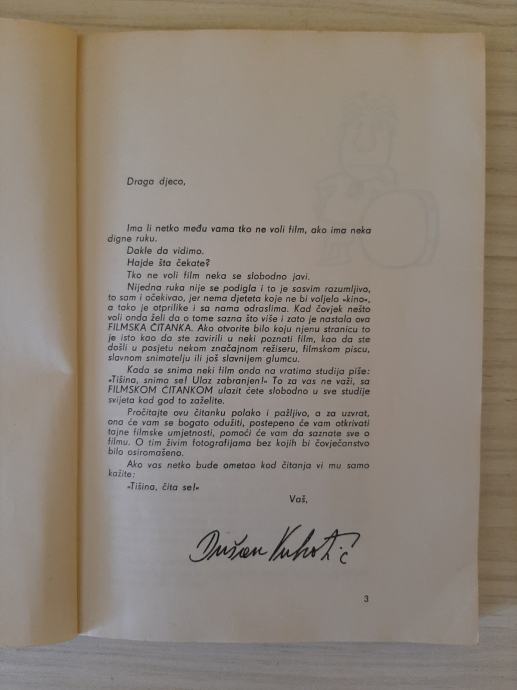 Draga djeco,
Ima li netko među vama tko ne voli film, ako ima neka
digne ruku.
Dakle da vidimo.
Hajde šta čekate?
Tko ne voli film neka se slobodno javi.
Nijedna ruka nije se podigla i to je sasvim razumljivo,
to sam i očekivao, jer nema djeteta koje ne bi voljelo »kino«,
a tako je otprilike i sa nama odraslima. Kad čovjek nešto
voli onda želi da o tome sazna što više i zato je nastala ova
FILMSKA ČITANKA. Ako otvorite bilo koju njenu stranicu to
je isto kao da ste zavirili u neki poznati film, kao da ste
došli u posjetu nekom značajnom režiseru, filmskom piscu,
slavnom snimatelju ili još slavnijem glumcu.
Kada se snima neki film onda na vratima studija piše:
»Tišina, snima se! Ulaz zabranjen!« To za vas ne važi, sa
FILMSKOM ČITANKOM ulazit ćete slobodno u sve studije
svijeta kad god to zaželite.
Pročitajte ovu čitanku polako i pažljivo, a za uzvrat,
ona će vam se bogato odužiti, postepeno će vam otkrivati
tajne filmske umjetnosti, pomoći će vam da saznate sve o
filmu. O tim živim fotografijama bez kojih bi čovječanstvo
bilo osiromašeno.
Ako vas netko bude ometao kod čitanja vi mu samo
kažite:
»Tišina, čita se!«
Vaš,
Dušan Vukotić
3